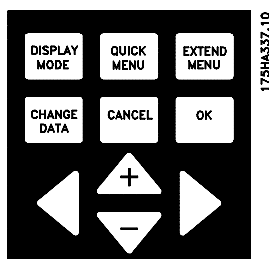 DISPLAY
MODE
QUICK
MENU
EXTEND
MENU
CHANGE
DATA
CANCEL
OK
+
−
175HA337.10